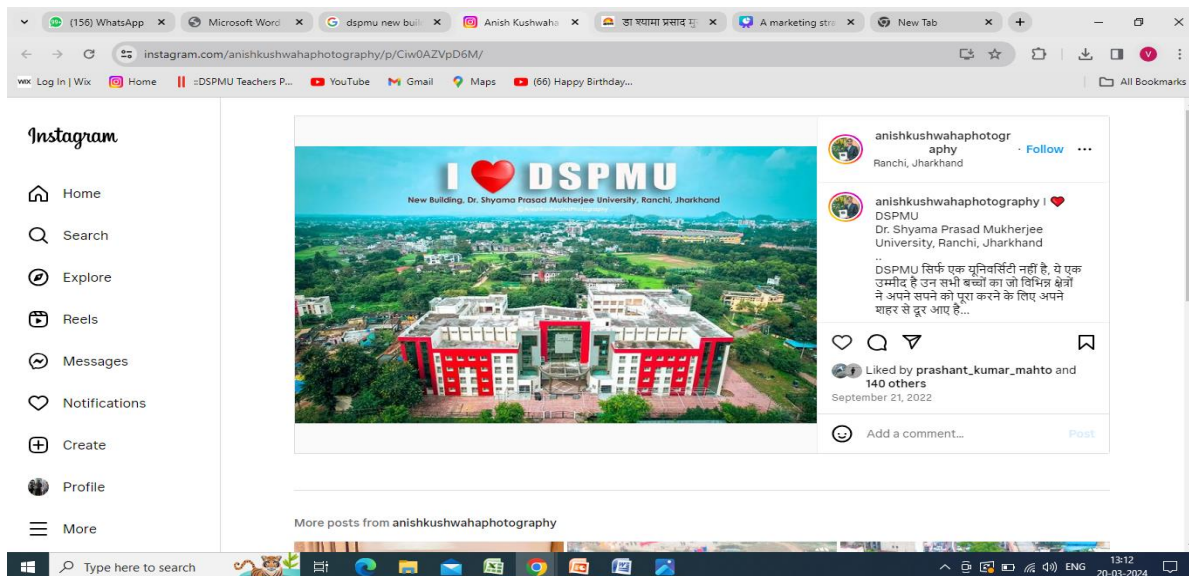 (156) WhatsApp
Microsoft Word
dspmu new buil
Anish Kushwaha
डा श्यामा प्रसाद मु
A marketing stra
New Tab
instagram.com/anishkushwahaphotography/p/Ciw0AZVpD6M/
WIX Log In | Wix
Home
:::DSPMU Teachers P...
YouTube
Gmail
Maps
(66) Happy Birthday...
All Bookmarks
Instagram
Home
Search
Explore
Reels
Messages
Notifications
Create
Profile
More
I ❤ DSPMU
New Building, Dr. Shyama Prasad Mukherjee University, Ranchi, Jharkhand
anishkushwahaphotogr
aphy · Follow
Ranchi, Jharkhand
anishkushwahaphotography I ❤
DSPMU
Dr. Shyama Prasad Mukherjee
University, Ranchi, Jharkhand
..
DSPMU सिर्फ एक यूनिवर्सिटी नहीं है, ये एक
उम्मीद है उन सभी बच्चों का जो विभिन्न क्षेत्रों
ने अपने सपने को पूरा करने के लिए अपने
शहर से दूर आए है...
Liked by prashant_kumar_mahto and
140 others
September 21, 2022
Add a comment...
Post
More posts from anishkushwahaphotography
Type here to search
ENG
13:12
20-03-2024